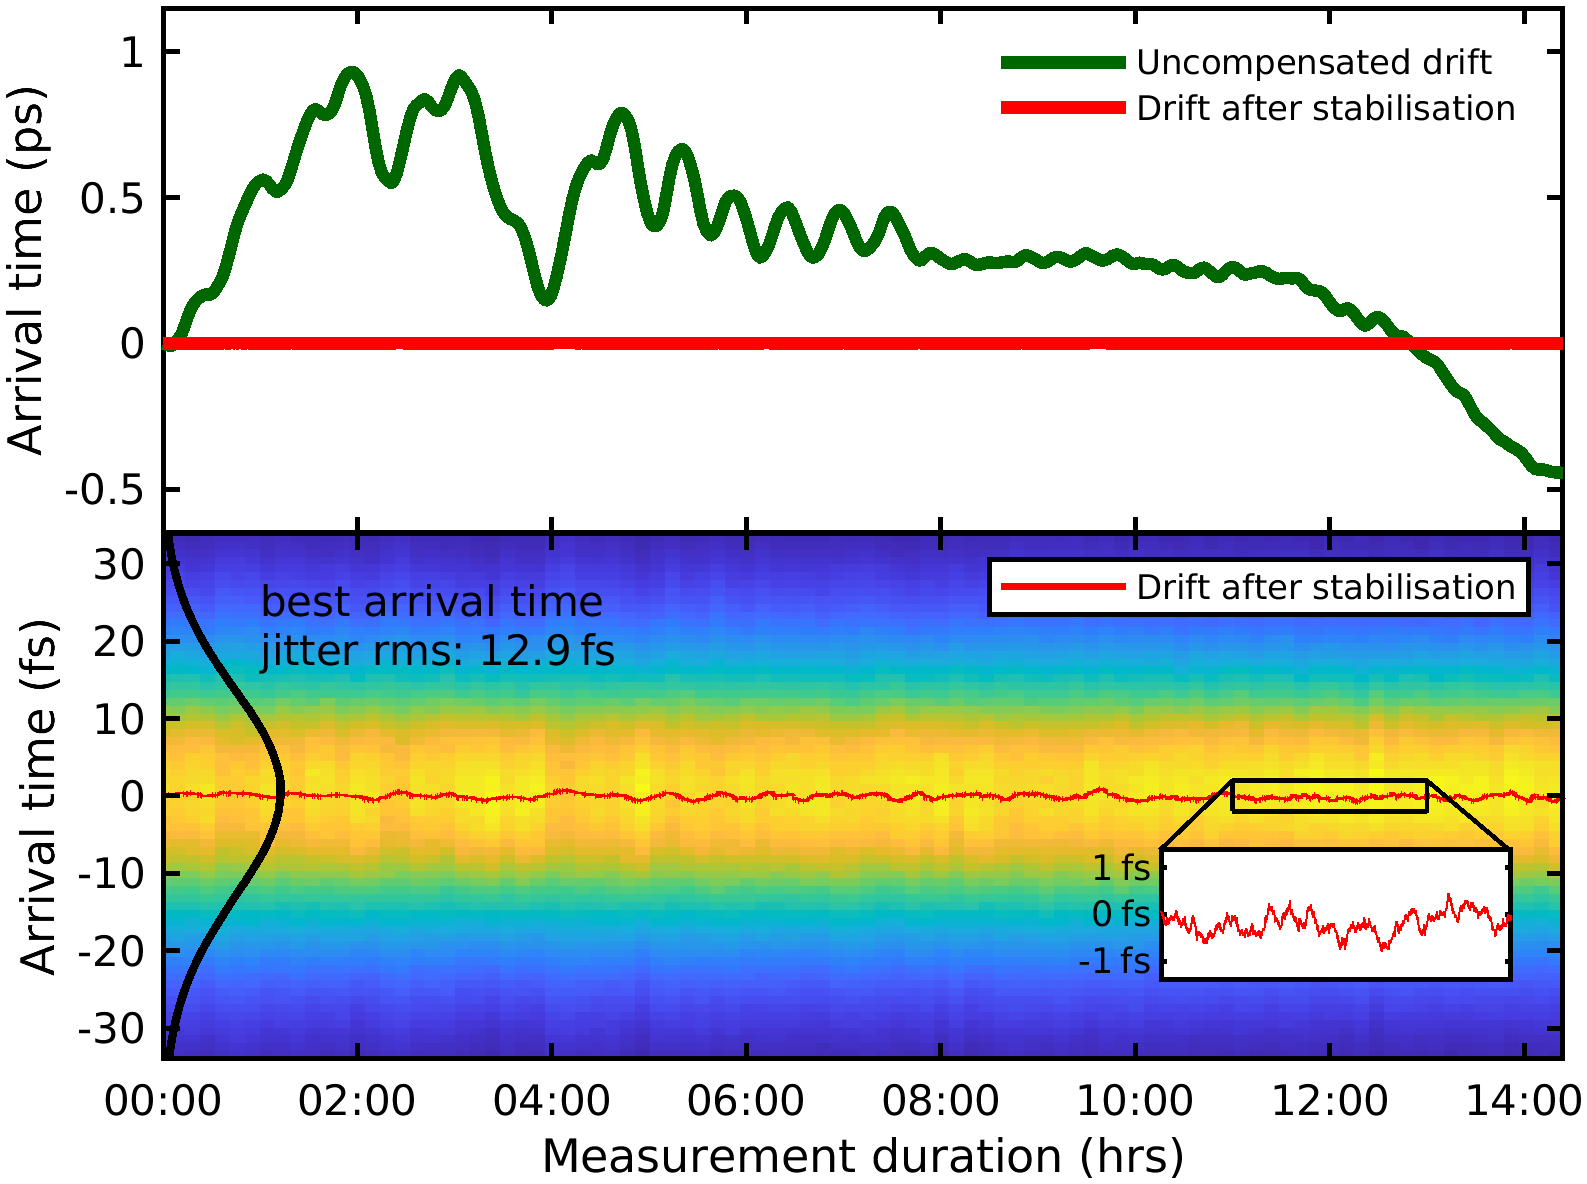 Arrival time (ps)
1
0.5
0
-0.5
Uncompensated drift
Drift after stabilisation
Arrival time (fs)
30
20
10
0
-10
-20
-30
best arrival time
jitter rms: 12.9 fs
Drift after stabilisation
1 fs
0 fs
-1 fs
00:00 02:00 04:00 06:00 08:00 10:00 12:00 14:00
Measurement duration (hrs)